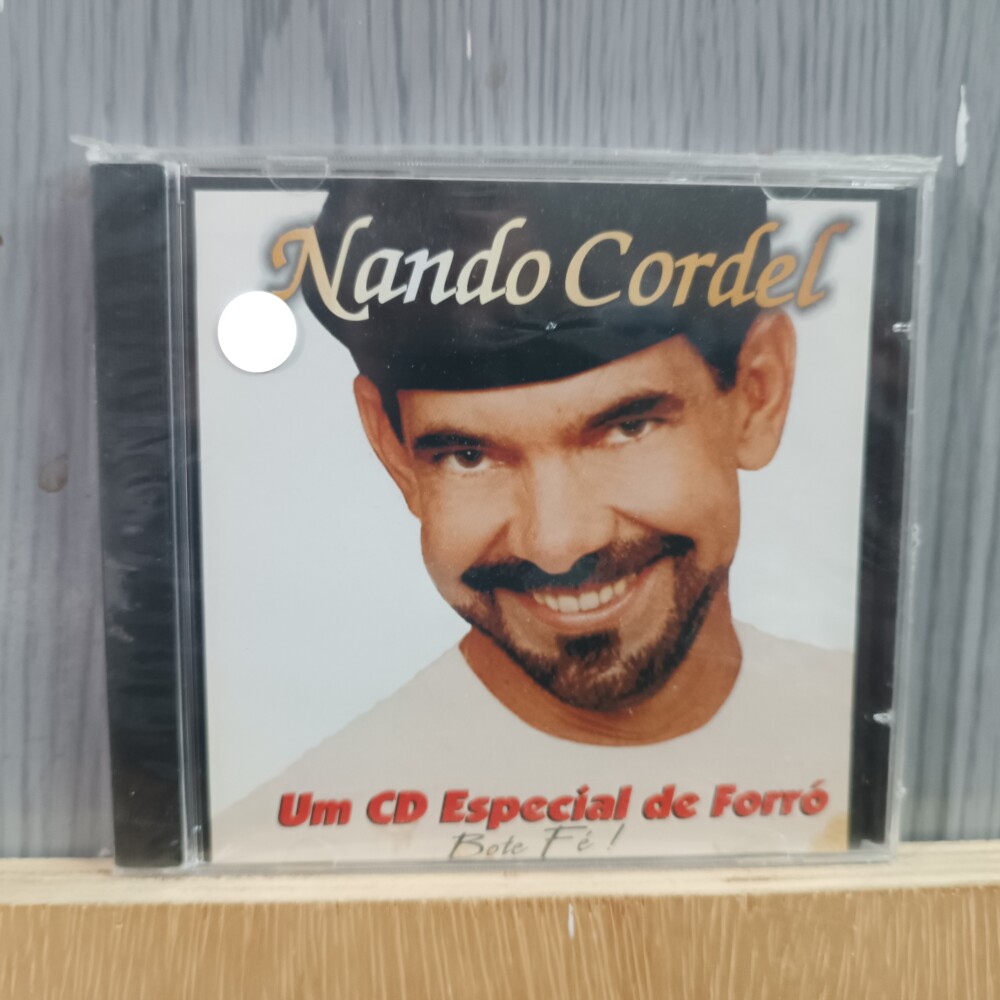 Nando Cordel
Um CD Especial de Forró
Bote Fé !